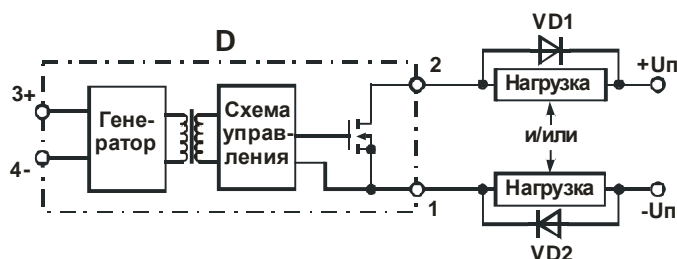 D
VD1
2
+Uп
3+
Нагрузка
Гене-
ратор
Схема
управ-
ления
и/или
4-
Нагрузка
1
-Uп
VD2